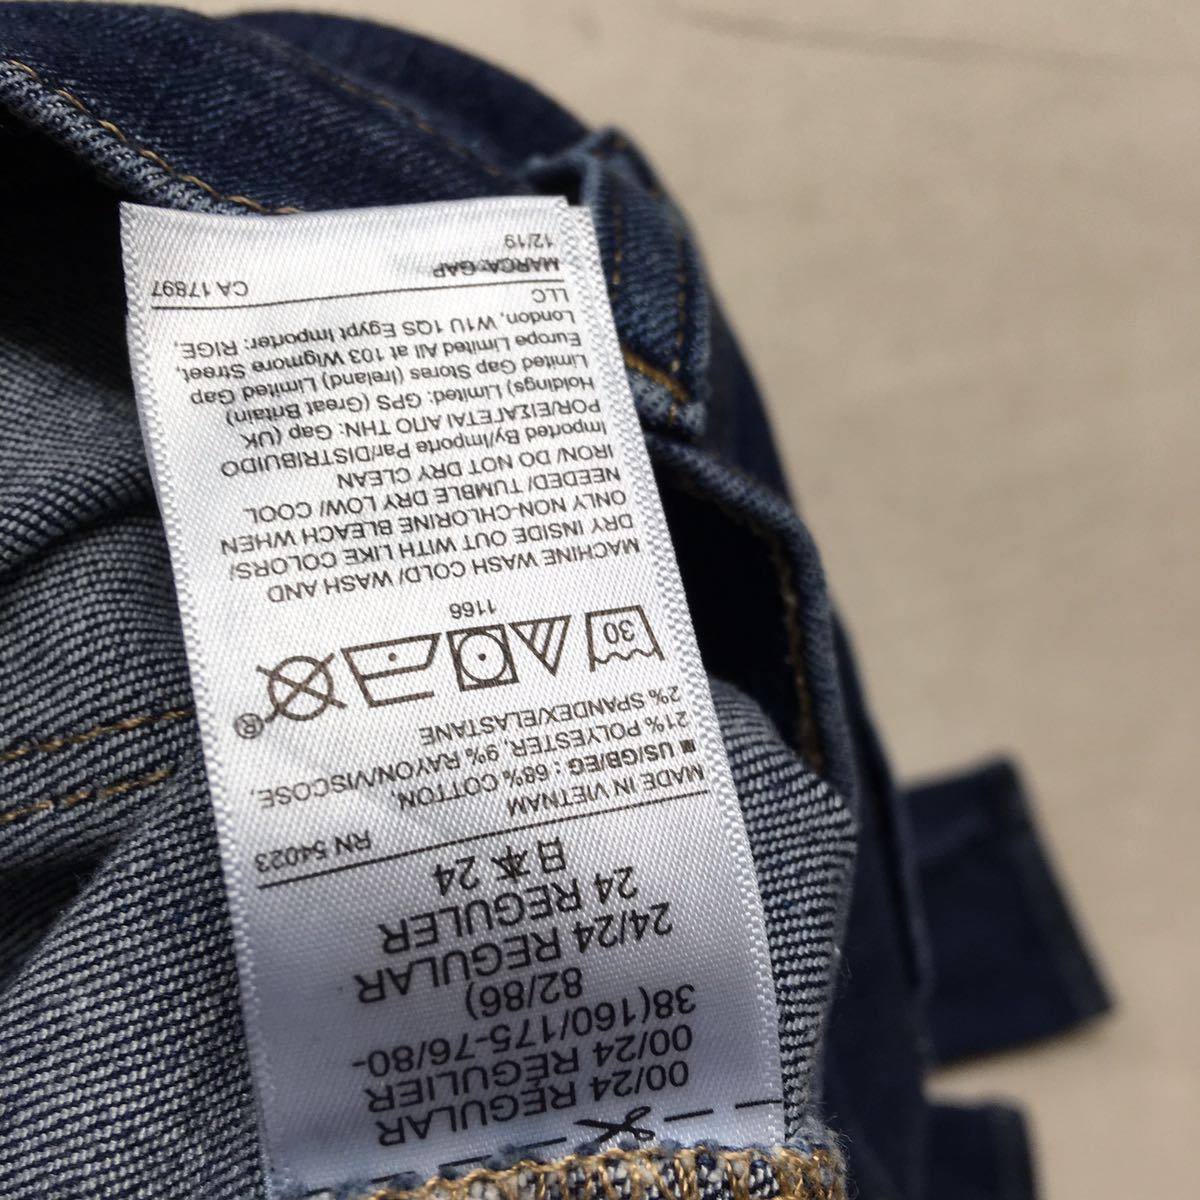 00/24 REGULAR
00/24 REGULIER
38(160/175-76/80-
82/86)
24/24 REGULAR
24 REGULER
日本 24
RN 54023
MADE IN VIETNAM
■ US/GB/EG : 68% COTTON,
21% POLYESTER, 9% RAYON/VISCOSE,
2% SPANDEX/ELASTANE
30
®
1166
MACHINE WASH COLD/ WASH AND
DRY INSIDE OUT WITH LIKE COLORS/
ONLY NON-CHLORINE BLEACH WHEN
NEEDED/ TUMBLE DRY LOW/ COOL
IRON/ DO NOT DRY CLEAN
Imported By/Importe Par/DISTRIBUIDO
POR/ΕΙΣΑΓΕΤΑΙ ΑΠΟ ΤΗΝ: Gap (UK
Holdings) Limited: GPS (Great Britain)
Limited Gap Stores (Ireland) Limited Gap
Europe Limited All at 103 Wigmore Street,
London, W1U 1QS Egypt Importer: RIGE,
LLC
CA 17897
MARCA: GAP
12/19